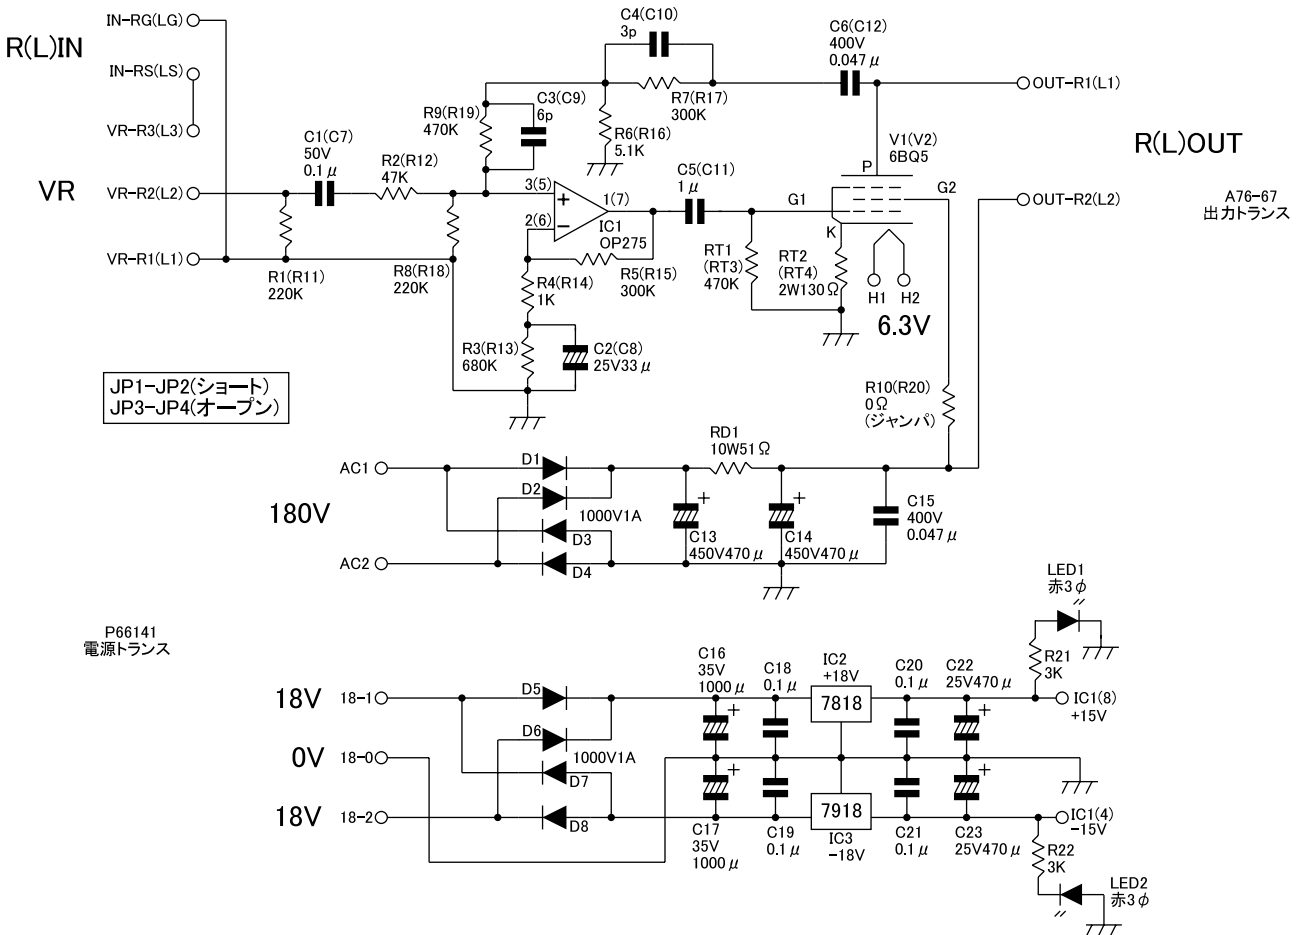 IN-RG(LG)
R(L)IN
IN-RS(LS)
VR-R3(L3)
VR
VR-R2(L2)
VR-R1(L1)
C1(C7)
50V
0.1μ
R2(R12)
47K
R1(R11)
220K
R8(R18)
220K
R9(R19)
470K
C3(C9)
6p
C4(C10)
3p
R7(R17)
300K
R6(R16)
5.1K
3(5)
2(6)
+
−
1(7)
IC1
OP275
R4(R14)
1K
R5(R15)
300K
R3(R13)
680K
C2(C8)
25V33μ
C5(C11)
1μ
C6(C12)
400V
0.047μ
V1(V2)
6BQ5
P
G1
G2
K
RT1
(RT3)
470K
RT2
(RT4)
2W130Ω
H1
H2
6.3V
OUT-R1(L1)
R(L)OUT
OUT-R2(L2)
A76-67
出力トランス
R10(R20)
0Ω
(ジャンパ)
JP1-JP2(ショート)
JP3-JP4(オープン)
AC1
180V
AC2
D1
D2
1000V1A
D3
D4
RD1
10W51Ω
+
C13
450V470μ
+
C14
450V470μ
C15
400V
0.047μ
P66141
電源トランス
18V
18-1
0V
18-0
18V
18-2
D5
D6
1000V1A
D7
D8
C16
35V
1000μ
+
C18
0.1μ
IC2
+18V
7818
C20
0.1μ
C22
25V470μ
+
LED1
赤3φ
R21
3K
IC1(8)
+15V
+
C17
35V
1000μ
C19
0.1μ
7918
IC3
-18V
C21
0.1μ
+
C23
25V470μ
IC1(4)
-15V
R22
3K
LED2
赤3φ